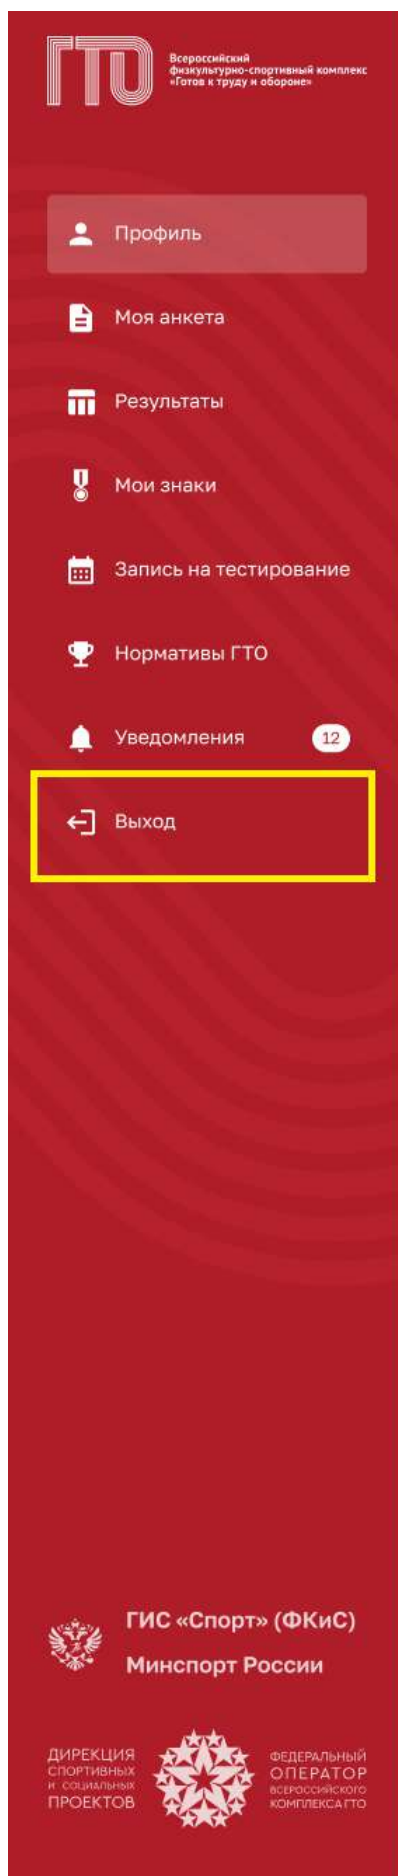 ГТО
Всероссийский
физкультурно-спортивный комплекс
«Готов к труду и обороне»
Профиль
Моя анкета
Результаты
Мои знаки
Запись на тестирование
Нормативы ГТО
Уведомления 12
Выход
ГИС «Спорт» (ФКиС)
Минспорт России
ДИРЕКЦИЯ
СПОРТИВНЫХ
И СОЦИАЛЬНЫХ
ПРОЕКТОВ
ФЕДЕРАЛЬНЫЙ
ОПЕРАТОР
ВСЕРОССИЙСКОГО
КОМПЛЕКСА ГТО